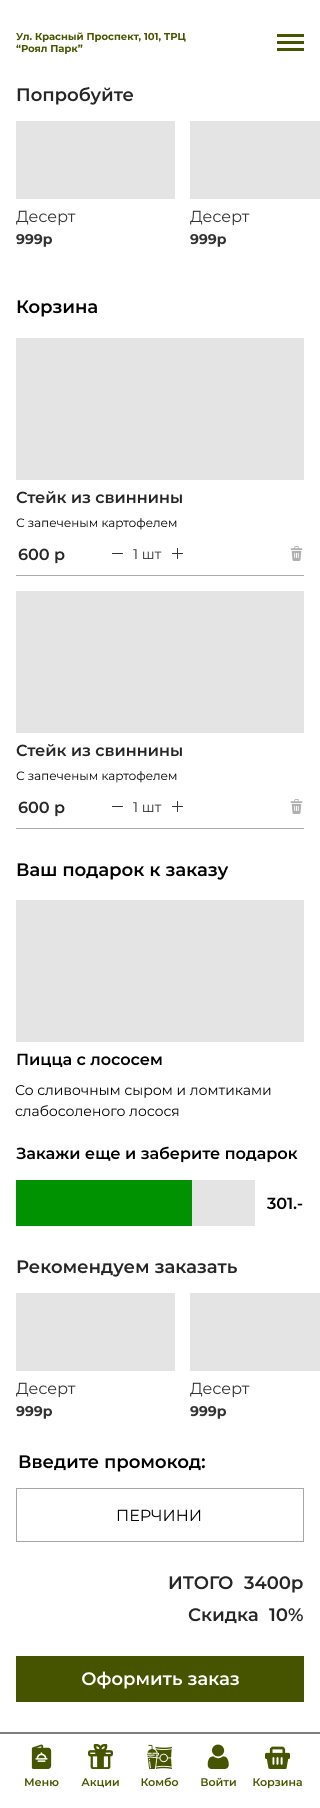 Ул. Красный Проспект, 101, ТРЦ
“Роял Парк”
Попробуйте
Десерт Десерт
999р 999р
Корзина
Стейк из свиннины
С запеченым картофелем
600 р — 1 шт +
Стейк из свиннины
С запеченым картофелем
600 р — 1 шт +
Ваш подарок к заказу
Пицца с лососем
Со сливочным сыром и ломтиками
слабосоленого лосося
Закажи еще и заберите подарок
301.-
Рекомендуем заказать
Десерт Десерт
999р 999р
Введите промокод:
ПЕРЧИНИ
ИТОГО 3400р
Скидка 10%
Оформить заказ
Меню Акции Комбо Войти Корзина